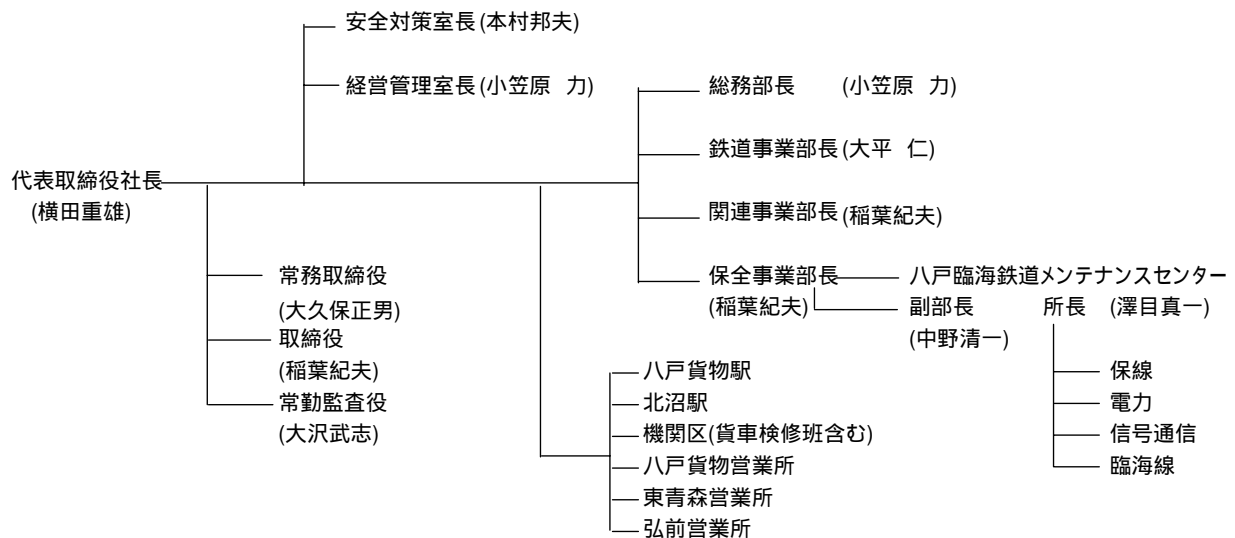 安全対策室長(本村邦夫)
経営管理室長(小笠原 力)
総務部長 (小笠原 力)
鉄道事業部長(大平 仁)
代表取締役社長
(横田重雄)
関連事業部長(稲葉紀夫)
常務取締役
(大久保正男)
取締役
(稲葉紀夫)
常勤監査役
(大沢武志)
保全事業部長
(稲葉紀夫)
八戸臨海鉄道メンテナンスセンター
副部長 所長 (澤目真一)
(中野清一)
保線
電力
信号通信
臨海線
八戸貨物駅
北沼駅
機関区(貨車検修班含む)
八戸貨物営業所
東青森営業所
弘前営業所